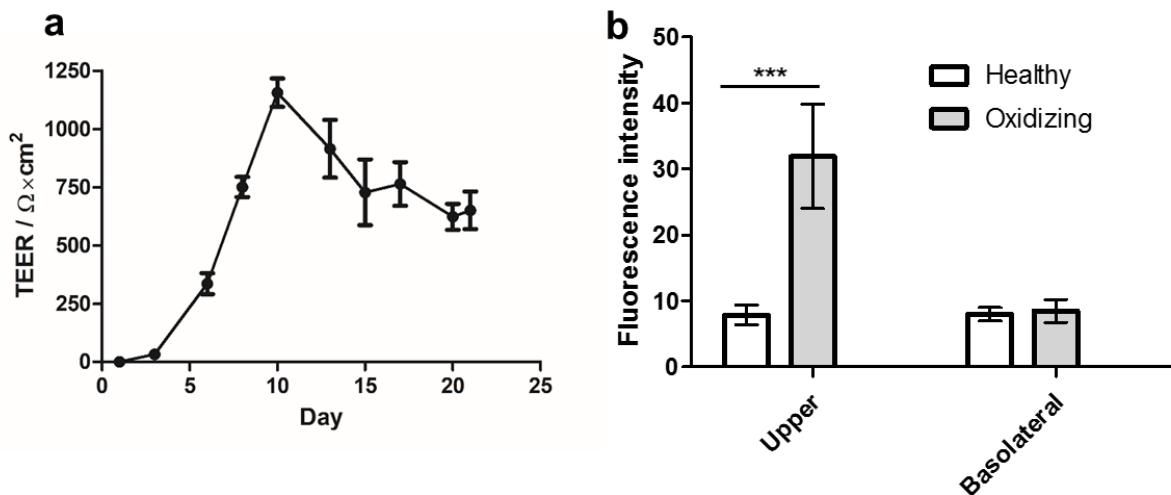 a
1250
1000
750
500
250
0
TEER / Ω×cm²
0 5 10 15 20 25
Day
b
50
40
30
20
10
0
Fluorescence intensity
***
Healthy
Oxidizing
Upper
Basolateral